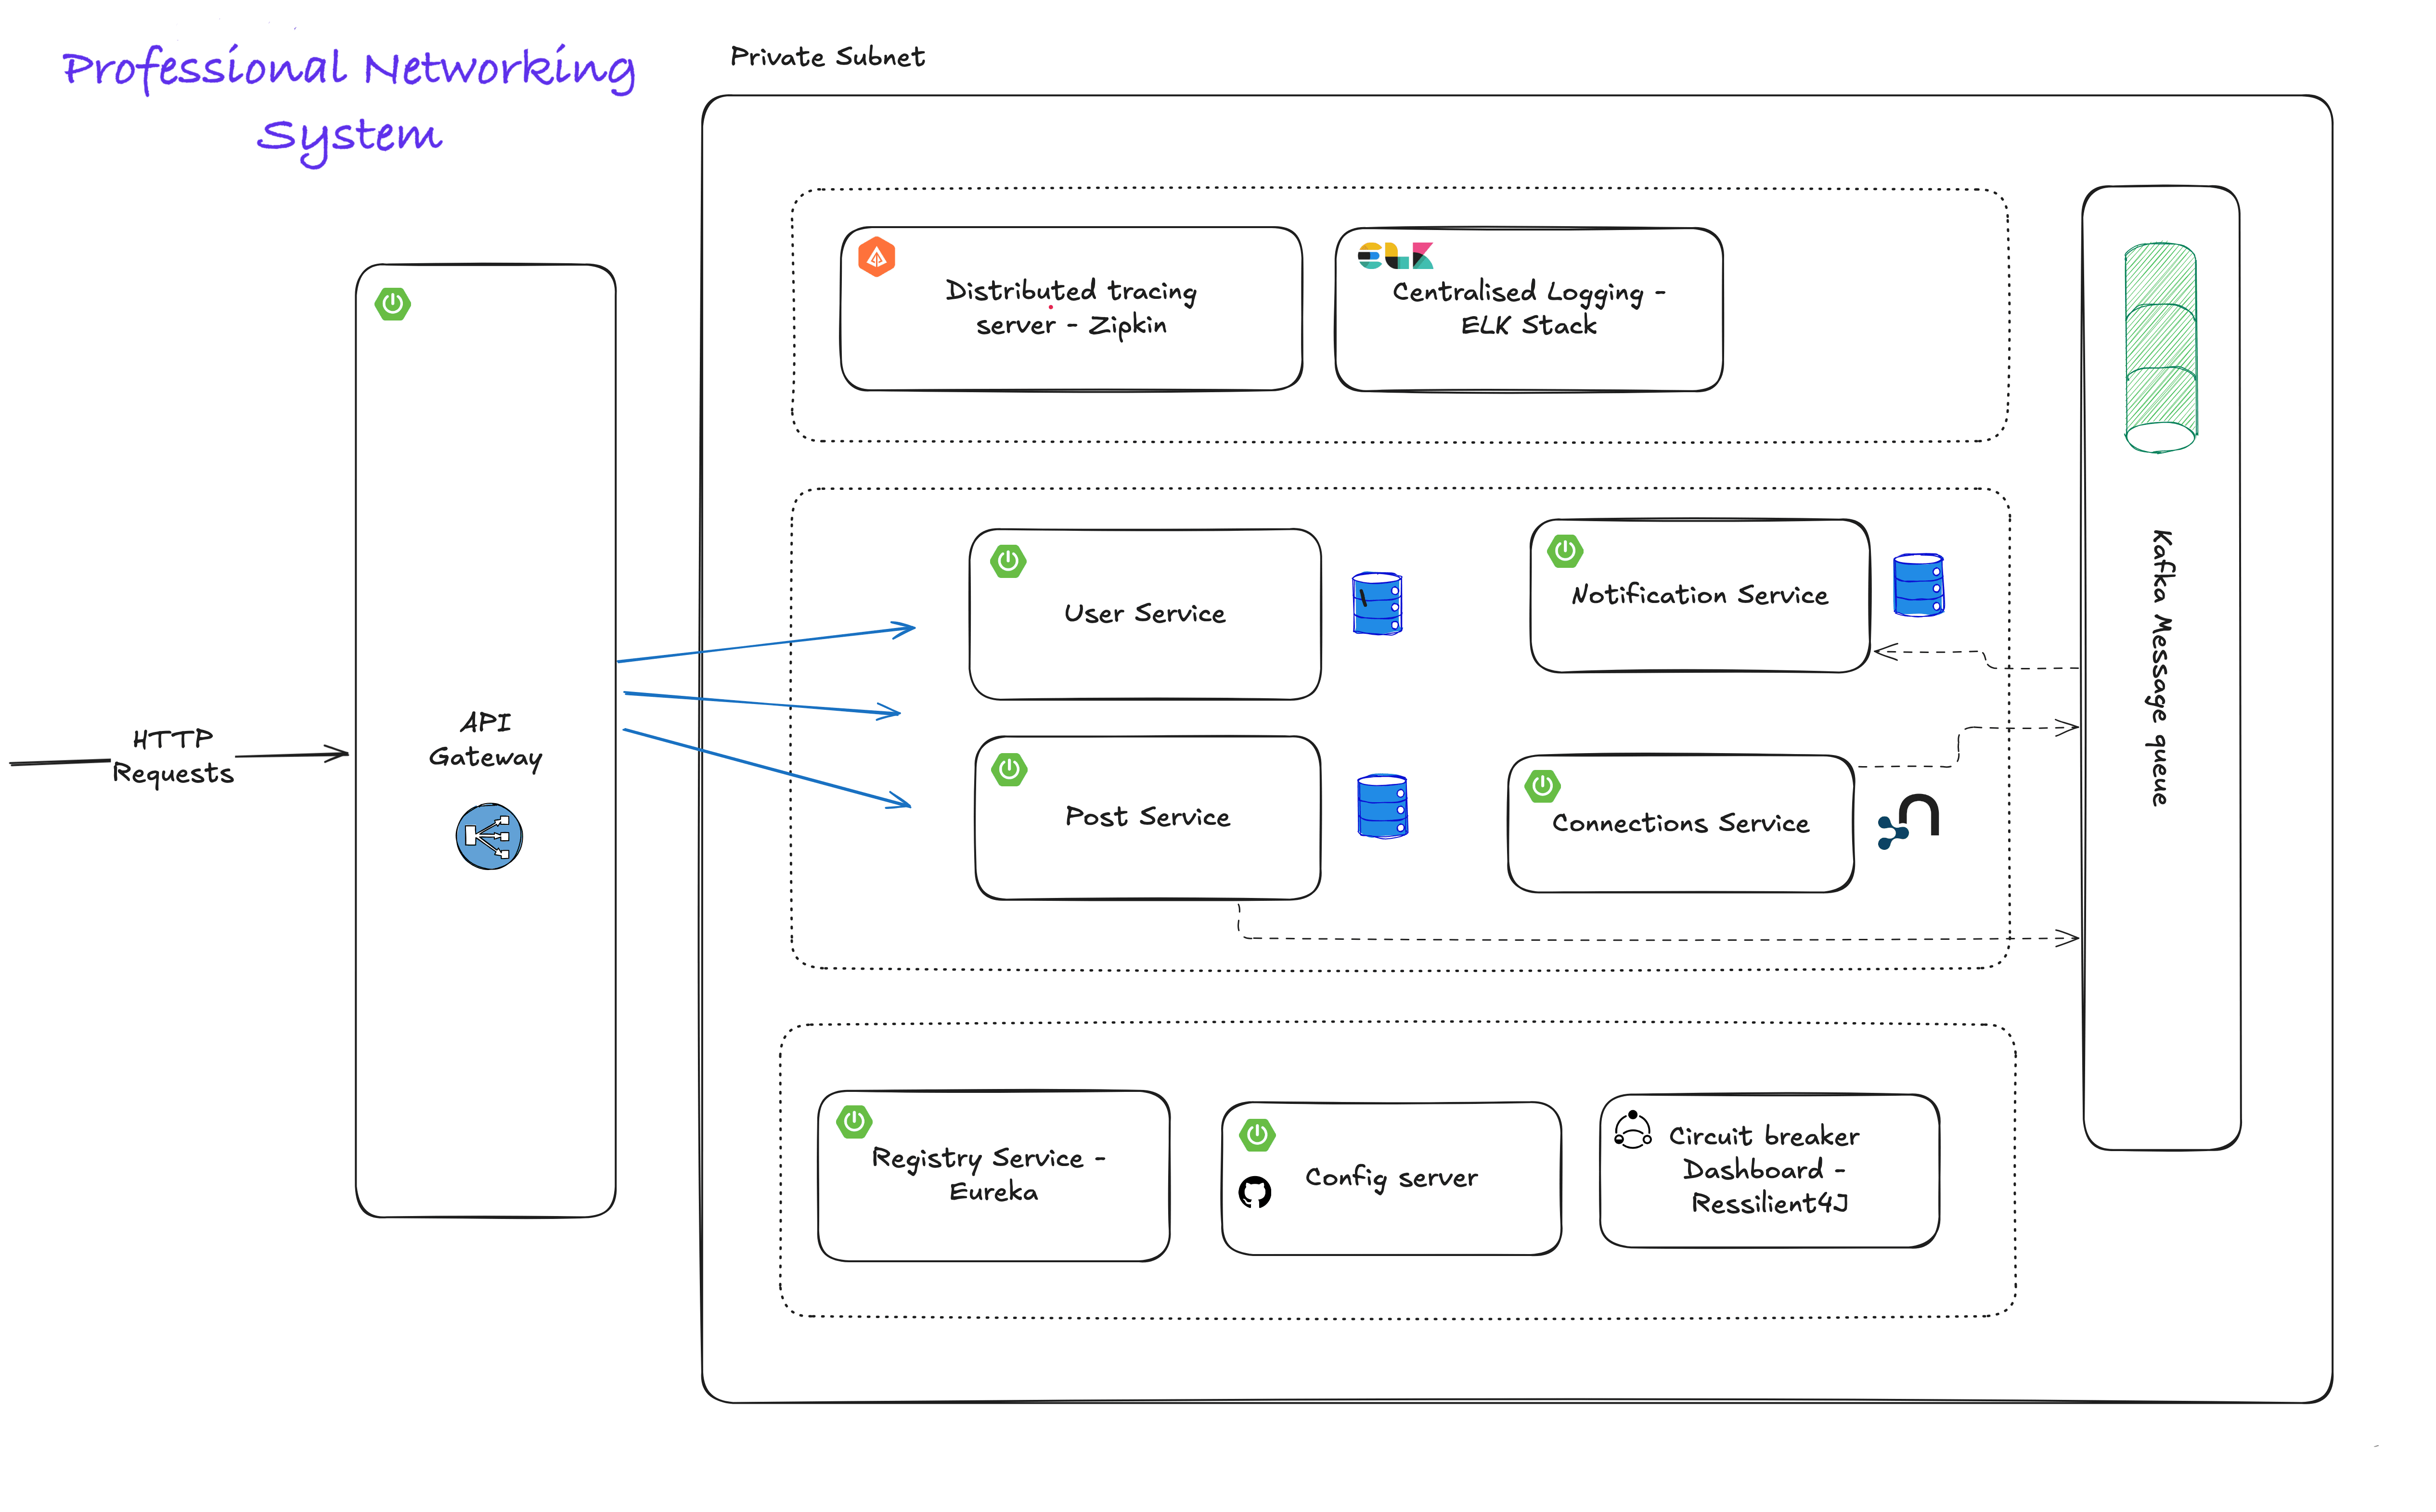 Professional Networking
System
Private Subnet
Distributed tracing
server - Zipkin
ELK
Centralised Logging -
ELK Stack
User Service
Notification Service
Kafka Message queue
HTTP
Requests
API
Gateway
Post Service
Connections Service
Registry Service -
Eureka
Config server
Circuit breaker
Dashboard -
Ressilient4J